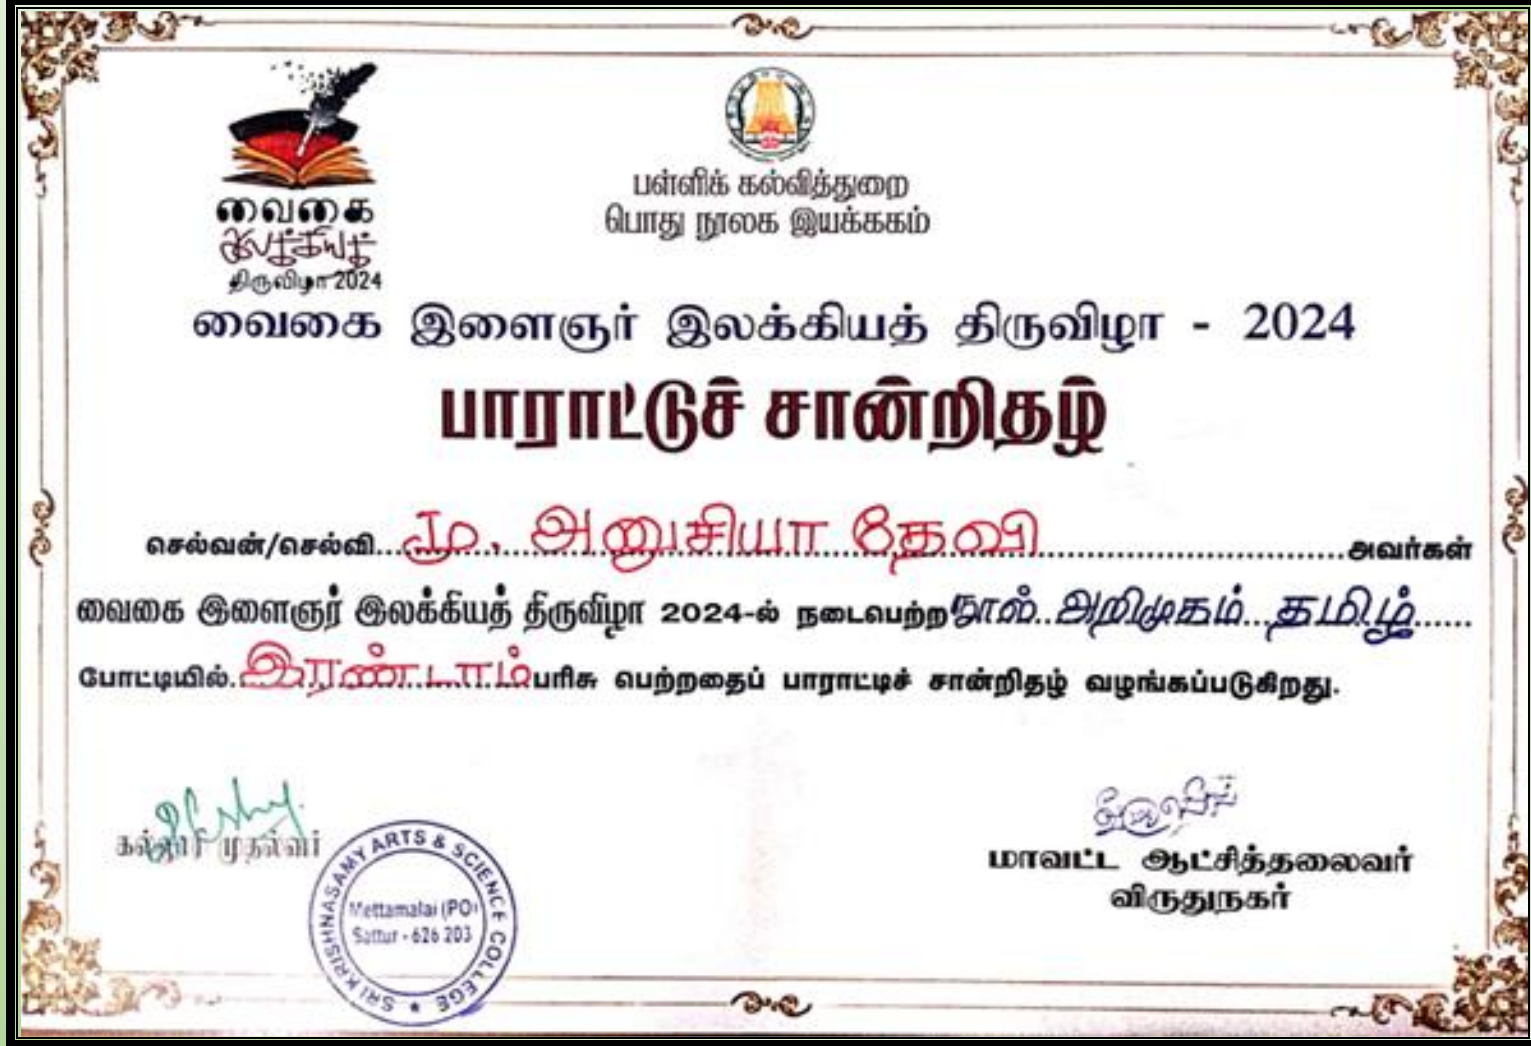 வைகை
இலக்கியத்
திருவிழா 2024
பள்ளிக் கல்வித்துறை
பொது நூலக இயக்ககம்
வைகை இளைஞர் இலக்கியத் திருவிழா - 2024
பாராட்டுச் சான்றிதழ்
செல்வன்/செல்வி...மு. அனுசியா தேவி...அவர்கள்
வைகை இளைஞர் இலக்கியத் திருவிழா 2024-ல் நடைபெற்ற நூல் அறிமுகம் தமிழ்
போட்டியில் இரண்டாம் பரிசு பெற்றதைப் பாராட்டிச் சான்றிதழ் வழங்கப்படுகிறது.
கல்லூரி முதல்வர்
SRI KRISHNASAMY ARTS & SCIENCE COLLEGE
Mettamalai (PO)
Sattur - 626 203
மாவட்ட ஆட்சித்தலைவர்
விருதுநகர்